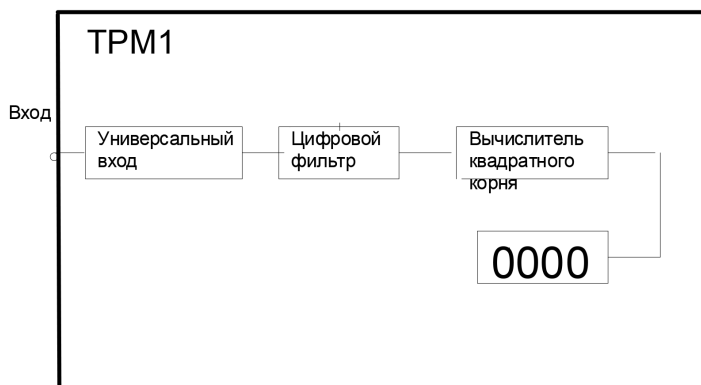 ТРМ1
Вход
Универсальный
вход
Цифровой
фильтр
Вычислитель
квадратного
корня
0000